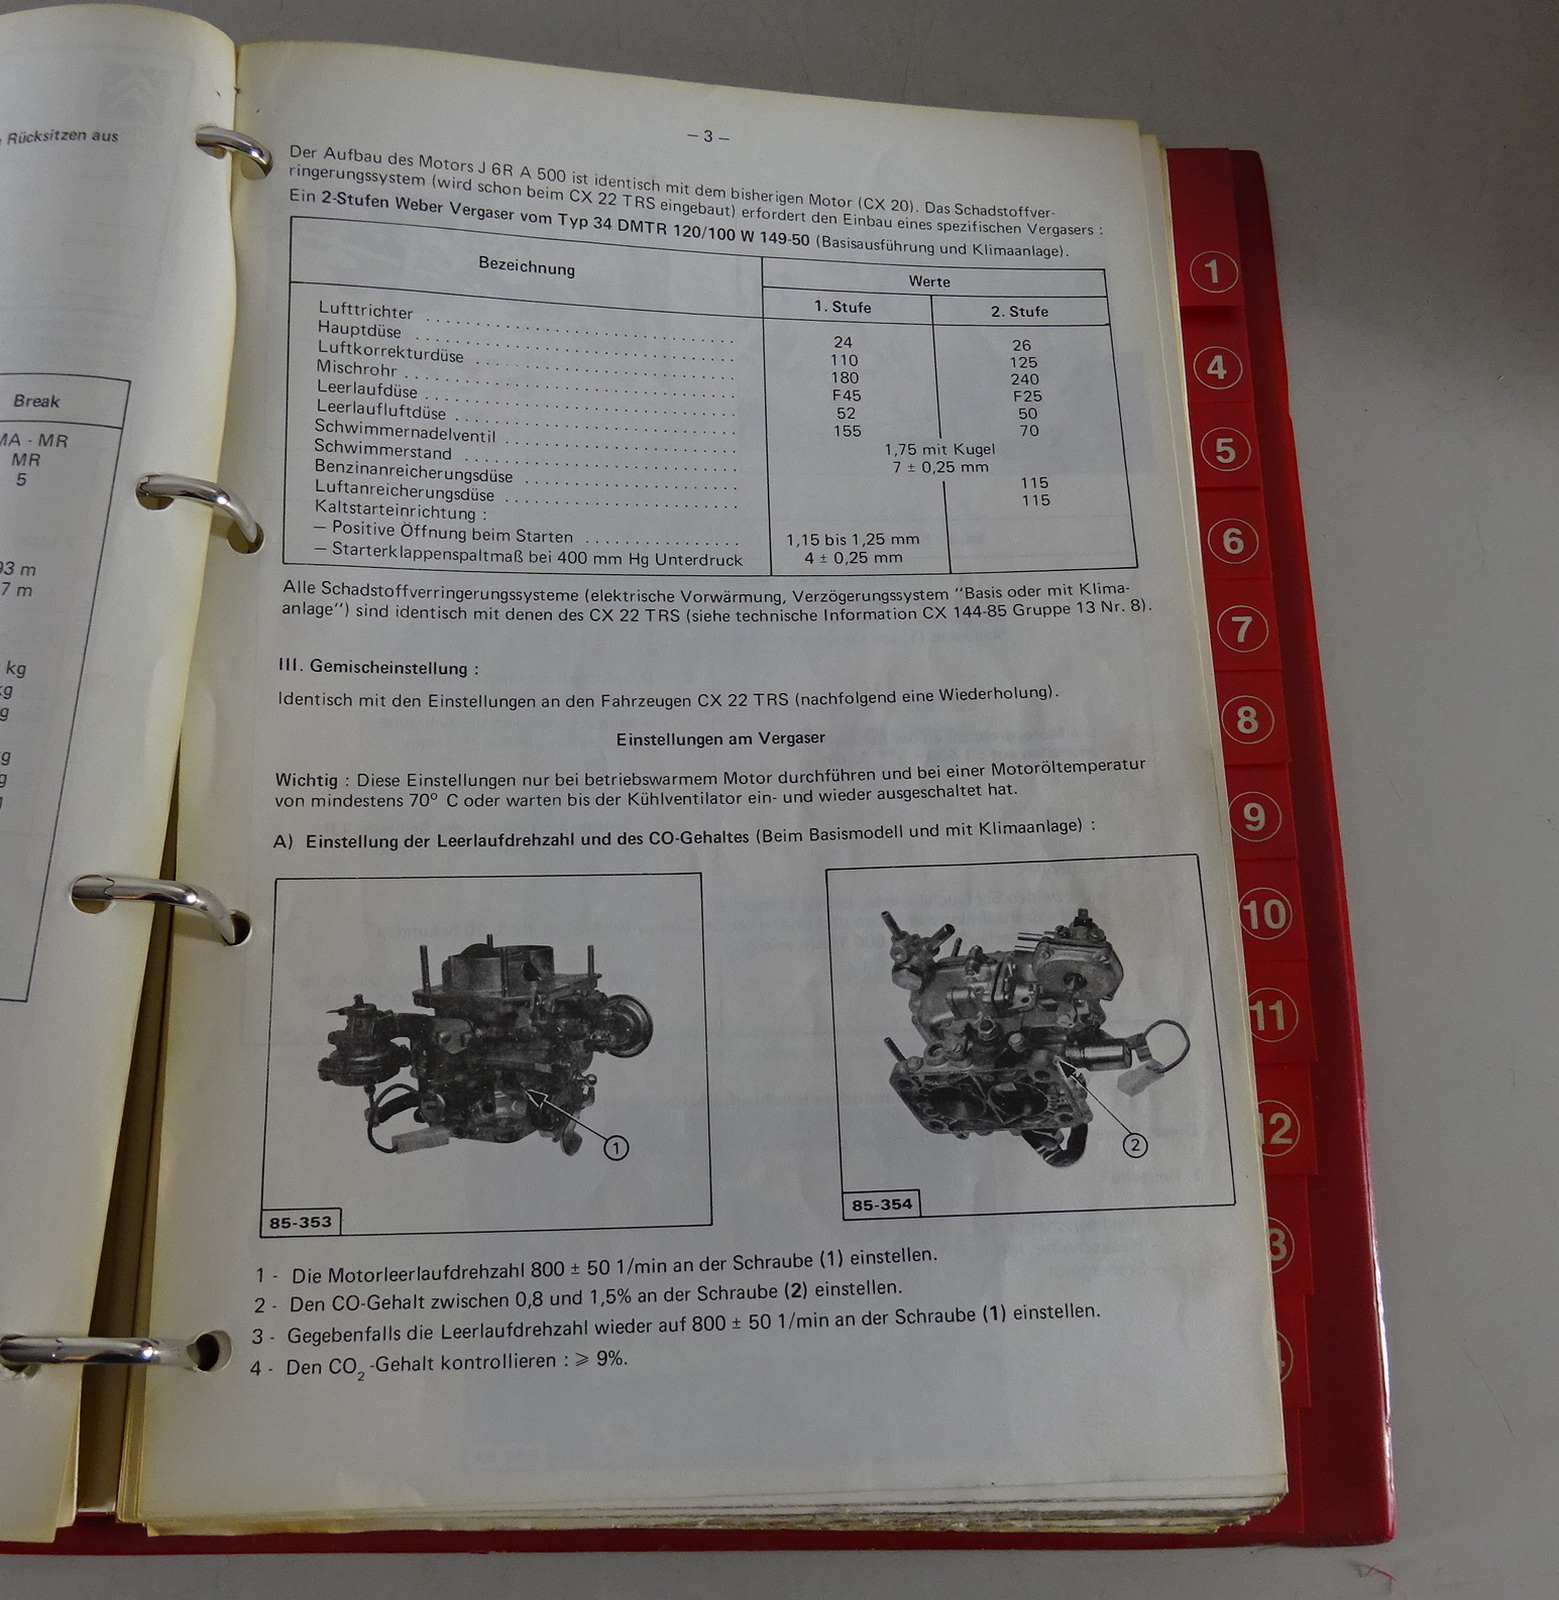 Rücksitzen aus
Break
MA - MR
MR
5
93 m
7 m
kg
kg
– 3 –
Der Aufbau des Motors J 6R A 500 ist identisch mit dem bisherigen Motor (CX 20). Das Schadstoffver-
ringerungssystem (wird schon beim CX 22 TRS eingebaut) erfordert den Einbau eines spezifischen Vergasers :
Ein 2-Stufen Weber Vergaser vom Typ 34 DMTR 120/100 W 149-50 (Basisausführung und Klimaanlage).
Bezeichnung Werte
1. Stufe 2. Stufe
Lufttrichter 24 26
Hauptdüse 110 125
Luftkorrekturdüse 180 240
Mischrohr F45 F25
Leerlaufdüse 52 50
Leerlaufluftdüse 155 70
Schwimmernadelventil 1,75 mit Kugel
Schwimmerstand 7 ± 0,25 mm
Benzinanreicherungsdüse 115
Luftanreicherungsdüse 115
Kaltstarteinrichtung :
– Positive Öffnung beim Starten 1,15 bis 1,25 mm
– Starterklappenspaltmaß bei 400 mm Hg Unterdruck 4 ± 0,25 mm
Alle Schadstoffverringerungssysteme (elektrische Vorwärmung, Verzögerungssystem "Basis oder mit Klima-
anlage") sind identisch mit denen des CX 22 TRS (siehe technische Information CX 144-85 Gruppe 13 Nr. 8).
III. Gemischeinstellung :
Identisch mit den Einstellungen an den Fahrzeugen CX 22 TRS (nachfolgend eine Wiederholung).
Einstellungen am Vergaser
Wichtig : Diese Einstellungen nur bei betriebswarmem Motor durchführen und bei einer Motoröltemperatur
von mindestens 70° C oder warten bis der Kühlventilator ein- und wieder ausgeschaltet hat.
A) Einstellung der Leerlaufdrehzahl und des CO-Gehaltes (Beim Basismodell und mit Klimaanlage) :
1
85-353
2
85-354
1 - Die Motorleerlaufdrehzahl 800 ± 50 1/min an der Schraube (1) einstellen.
2 - Den CO-Gehalt zwischen 0,8 und 1,5% an der Schraube (2) einstellen.
3 - Gegebenfalls die Leerlaufdrehzahl wieder auf 800 ± 50 1/min an der Schraube (1) einstellen.
4 - Den CO2-Gehalt kontrollieren : ⩾ 9%.
1
4
5
6
7
8
9
10
11
12
3